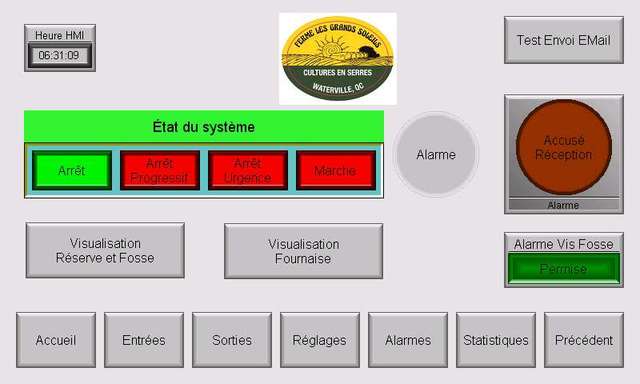 Heure HMI
06:31:09
FERME LES GRANDS SOLEILS
CULTURES EN SERRES
WATERVILLE, QC
Test Envoi EMail
État du système
Arrêt
Arrêt
Progressif
Arrêt
Urgence
Marche
Alarme
Accusé
Réception
Alarme
Visualisation
Réserve et Fosse
Visualisation
Fournaise
Alarme Vis Fosse
Permise
Accueil
Entrées
Sorties
Réglages
Alarmes
Statistiques
Précédent